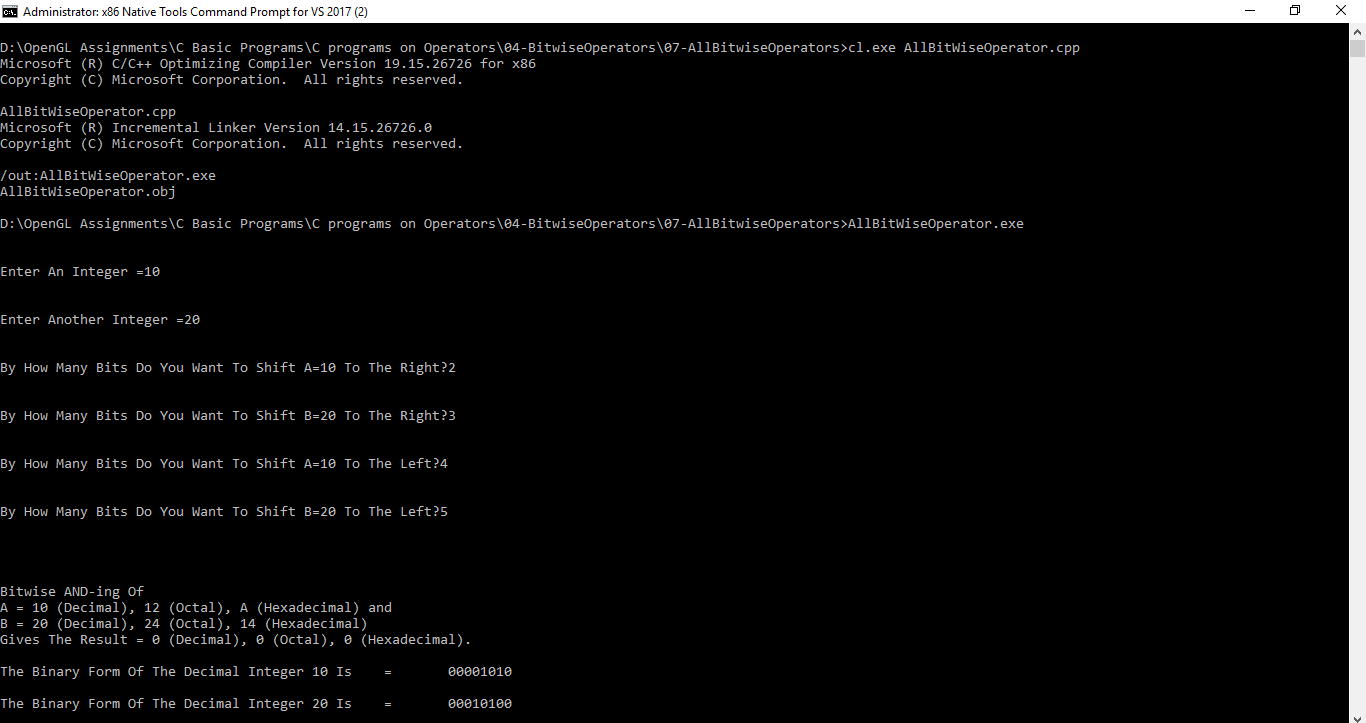 Administrator: x86 Native Tools Command Prompt for VS 2017 (2)
D:\OpenGL Assignments\C Basic Programs\C programs on Operators\04-BitwiseOperators\07-AllBitwiseOperators>cl.exe AllBitWiseOperator.cpp
Microsoft (R) C/C++ Optimizing Compiler Version 19.15.26726 for x86
Copyright (C) Microsoft Corporation.  All rights reserved.
AllBitWiseOperator.cpp
Microsoft (R) Incremental Linker Version 14.15.26726.0
Copyright (C) Microsoft Corporation.  All rights reserved.
/out:AllBitWiseOperator.exe
AllBitWiseOperator.obj
D:\OpenGL Assignments\C Basic Programs\C programs on Operators\04-BitwiseOperators\07-AllBitwiseOperators>AllBitWiseOperator.exe
Enter An Integer =10
Enter Another Integer =20
By How Many Bits Do You Want To Shift A=10 To The Right?2
By How Many Bits Do You Want To Shift B=20 To The Right?3
By How Many Bits Do You Want To Shift A=10 To The Left?4
By How Many Bits Do You Want To Shift B=20 To The Left?5
Bitwise AND-ing Of
A = 10 (Decimal), 12 (Octal), A (Hexadecimal) and
B = 20 (Decimal), 24 (Octal), 14 (Hexadecimal)
Gives The Result = 0 (Decimal), 0 (Octal), 0 (Hexadecimal).
The Binary Form Of The Decimal Integer 10 Is    =       00001010
The Binary Form Of The Decimal Integer 20 Is    =       00010100